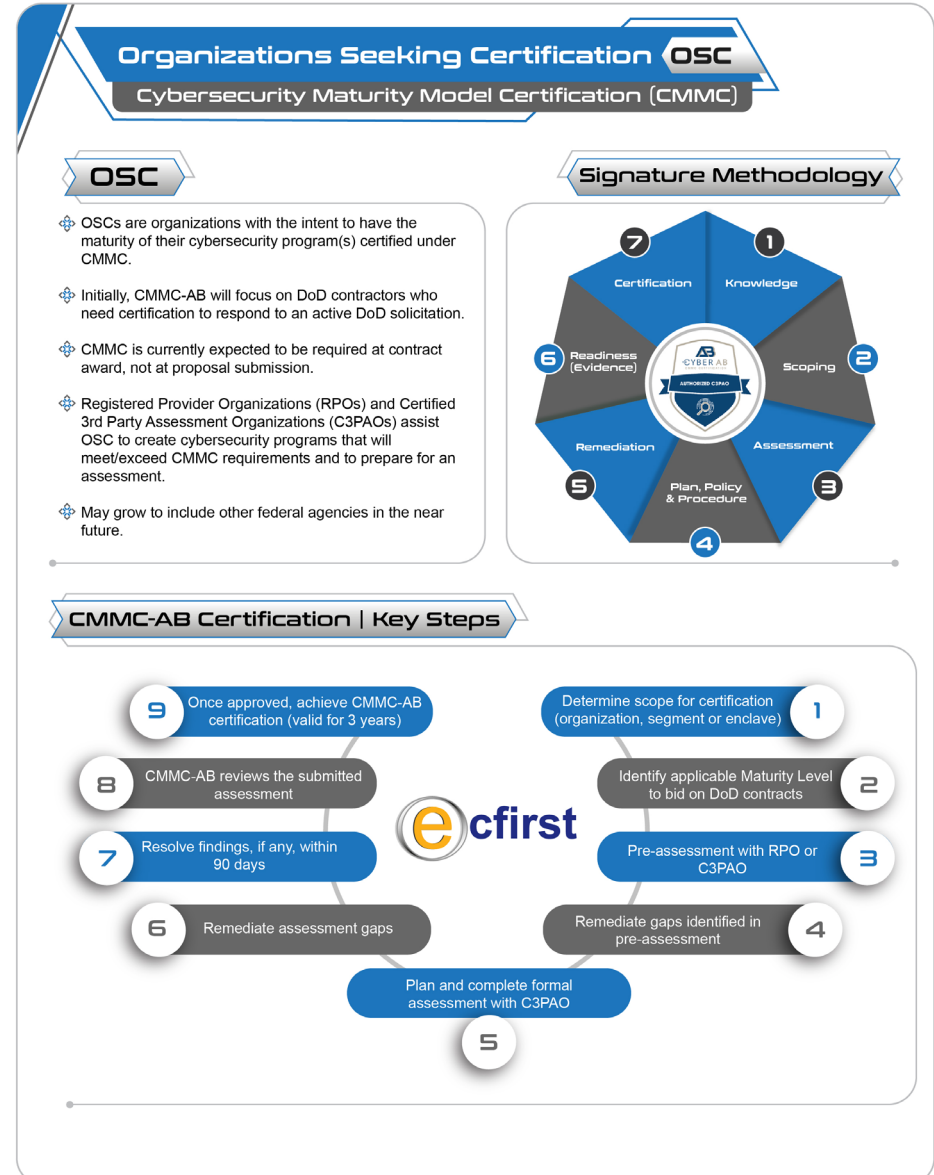 Organizations Seeking Certification OSC
Cybersecurity Maturity Model Certification (CMMC)
OSC
OSCs are organizations with the intent to have the
maturity of their cybersecurity program(s) certified under
CMMC.
Initially, CMMC-AB will focus on DoD contractors who
need certification to respond to an active DoD solicitation.
CMMC is currently expected to be required at contract
award, not at proposal submission.
Registered Provider Organizations (RPOs) and Certified
3rd Party Assessment Organizations (C3PAOs) assist
OSC to create cybersecurity programs that will
meet/exceed CMMC requirements and to prepare for an
assessment.
May grow to include other federal agencies in the near
future.
Signature Methodology
1
Knowledge
2
Scoping
3
Assessment
4
Plan, Policy
& Procedure
5
Remediation
6
Readiness
(Evidence)
7
Certification
AB
CYBER AB
AUTHORIZED C3PAO
CMMC-AB Certification | Key Steps
1
Determine scope for certification
(organization, segment or enclave)
2
Identify applicable Maturity Level
to bid on DoD contracts
3
Pre-assessment with RPO or
C3PAO
4
Remediate gaps identified in
pre-assessment
5
Plan and complete formal
assessment with C3PAO
6
Remediate assessment gaps
7
Resolve findings, if any, within
90 days
8
CMMC-AB reviews the submitted
assessment
9
Once approved, achieve CMMC-AB
certification (valid for 3 years)
ecfirst